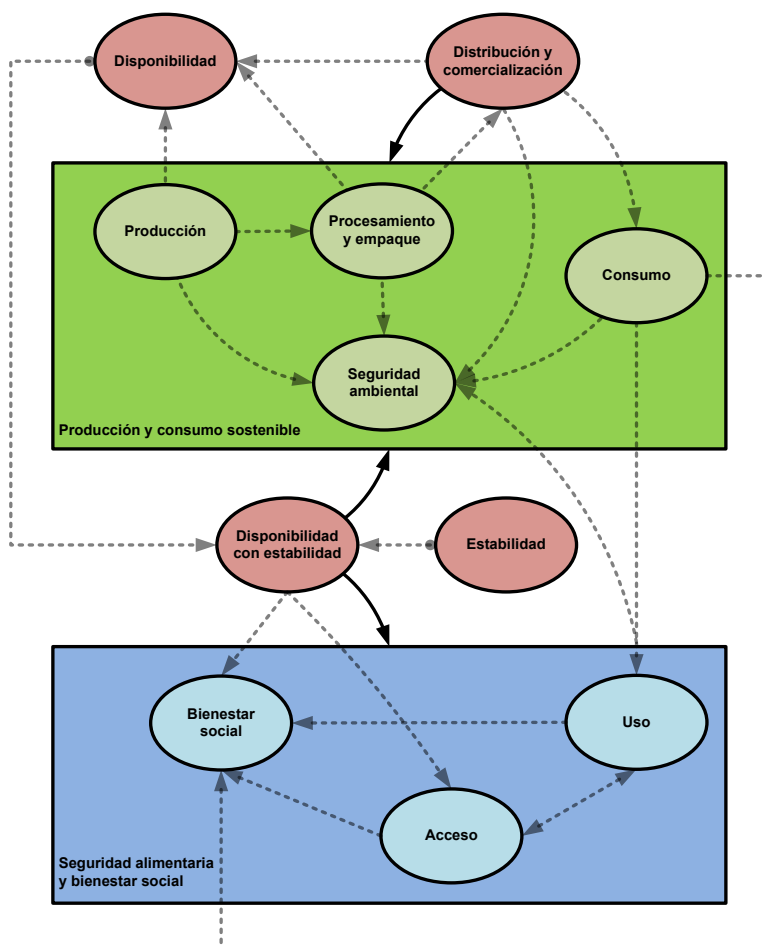 Disponibilidad
Distribución y
comercialización
Producción
Procesamiento
y empaque
Consumo
Seguridad
ambiental
Producción y consumo sostenible
Disponibilidad
con estabilidad
Estabilidad
Bienestar
social
Uso
Acceso
Seguridad alimentaria
y bienestar social